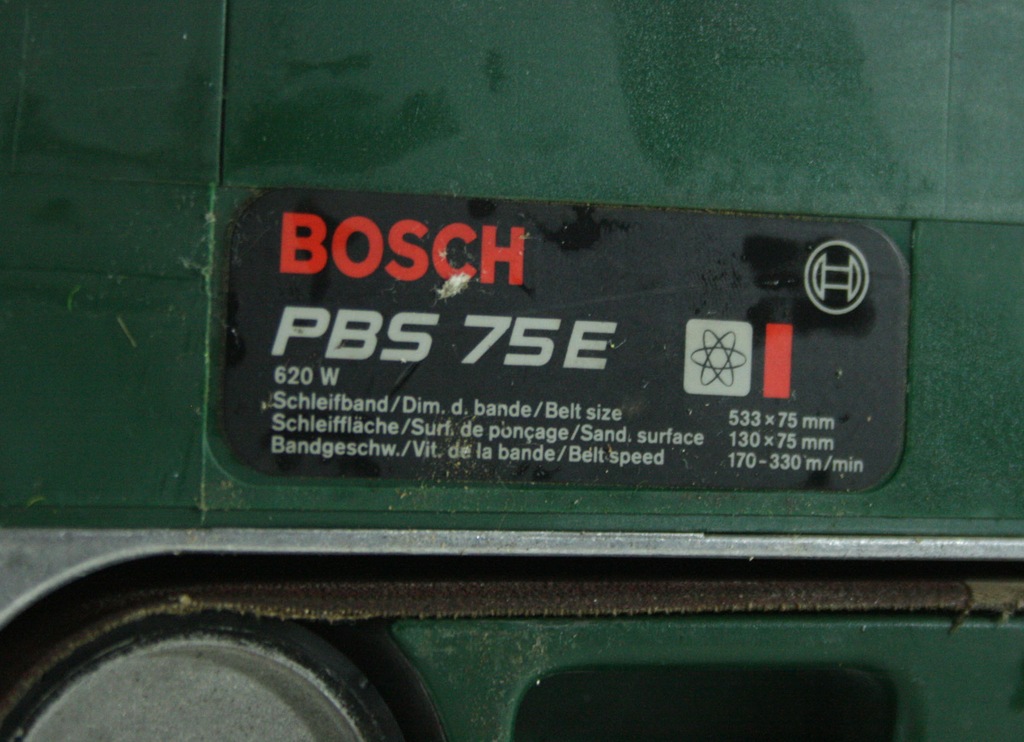 BOSCH
PBS 75 E
620 W
Schleifband/Dim. d. bande/Belt size 533 × 75 mm
Schleiffläche/Surf. de ponçage/Sand. surface 130 × 75 mm
Bandgeschw./Vit. de la bande/Belt speed 170-330 m/min